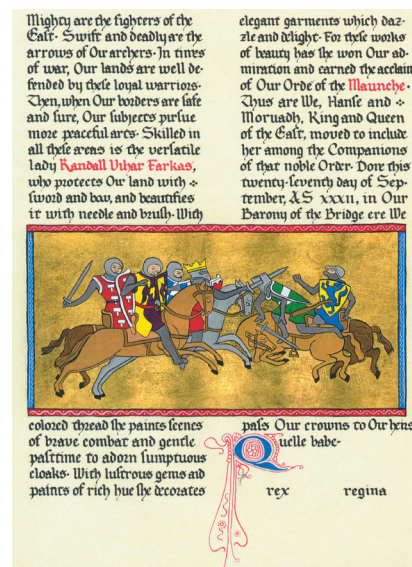 Mighty are the fighters of the
East. Swift and deadly are the
arrows of Our archers. In times
of war, Our lands are well de-
fended by these loyal warriors.
Then, when Our borders are safe
and sure, Our subjects pursue
more peaceful arts. Skilled in
all these areas is the versatile
lady Randall Vihar Farkas,
who protects Our land with
sword and bow, and beautifies
it with needle and brush. With
colored thread she paints scenes
of brave combat and gentle
pasttime to adorn sumptuous
cloaks. With lustrous gems and
paints of rich hue she decorates
elegant garments which daz-
zle and delight. For these works
of beauty has she won Our ad-
miration and earned the acclaim
of Our Orde of the Maunche.
Thus are We, Hanse and
Moruadh, King and Queen
of the East, moved to include
her among the Companions
of that noble Order. Done this
twenty-seventh day of Sep-
tember, AS xxxii, in Our
Barony of the Bridge ere We
pass Our crowns to Our heirs
Quelle babe.
rex regina